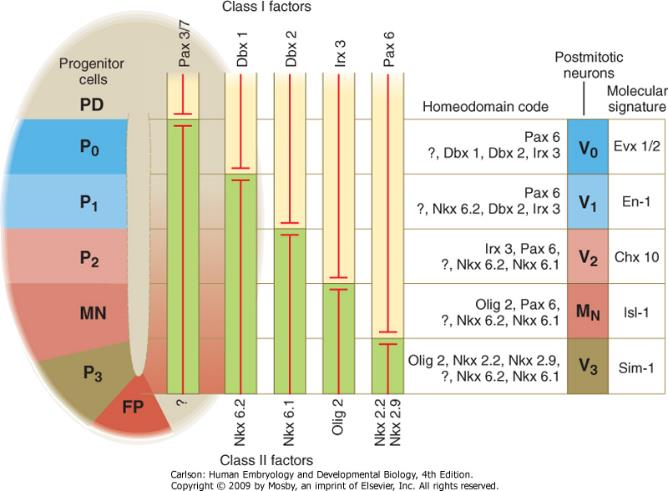 Class I factors
Pax 3/7
Dbx 1
Dbx 2
Irx 3
Pax 6
Progenitor
cells
Postmitotic
neurons
Molecular
signature
Homeodomain code
PD
P0
Pax 6
?, Dbx 1, Dbx 2, Irx 3
V0
Evx 1/2
P1
Pax 6
?, Nkx 6.2, Dbx 2, Irx 3
V1
En-1
P2
Irx 3, Pax 6,
?, Nkx 6.2, Nkx 6.1
V2
Chx 10
MN
Olig 2, Pax 6,
?, Nkx 6.2, Nkx 6.1
MN
Isl-1
P3
Olig 2, Nkx 2.2, Nkx 2.9,
?, Nkx 6.2, Nkx 6.1
V3
Sim-1
FP
?
Nkx 6.2
Nkx 6.1
Olig 2
Nkx 2.2
Nkx 2.9
Class II factors
Carlson: Human Embryology and Developmental Biology, 4th Edition.
Copyright © 2009 by Mosby, an imprint of Elsevier, Inc. All rights reserved.